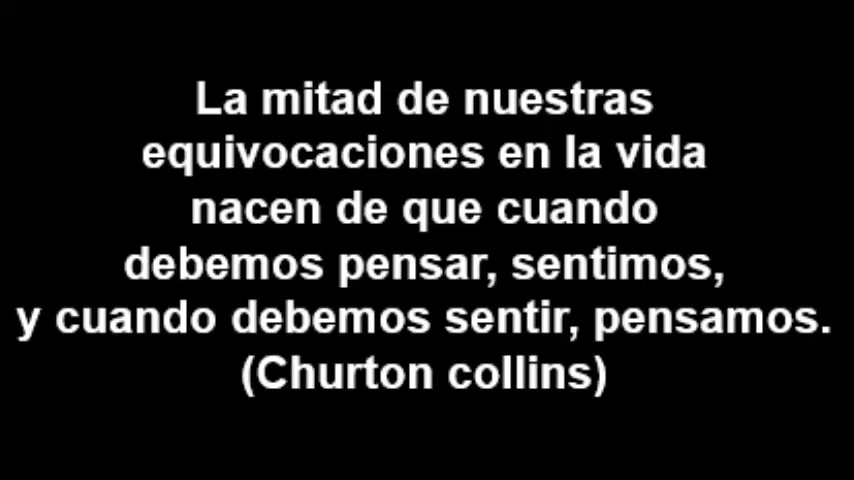 La mitad de nuestras
equivocaciones en la vida
nacen de que cuando
debemos pensar, sentimos,
y cuando debemos sentir, pensamos.
(Churton collins)